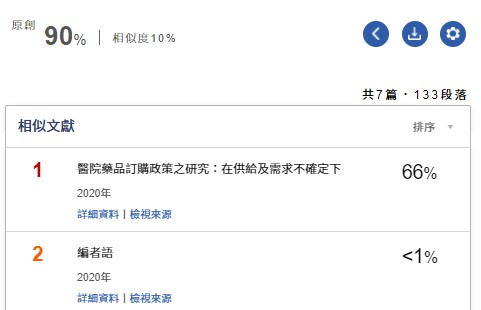 原創 90% | 相似度10%
共7篇・133段落
相似文獻
排序
1 醫院藥品訂購政策之研究：在供給及需求不確定下 66%
2020年
詳細資料 | 檢視來源
2 編者語 <1%
2020年
詳細資料 | 檢視來源